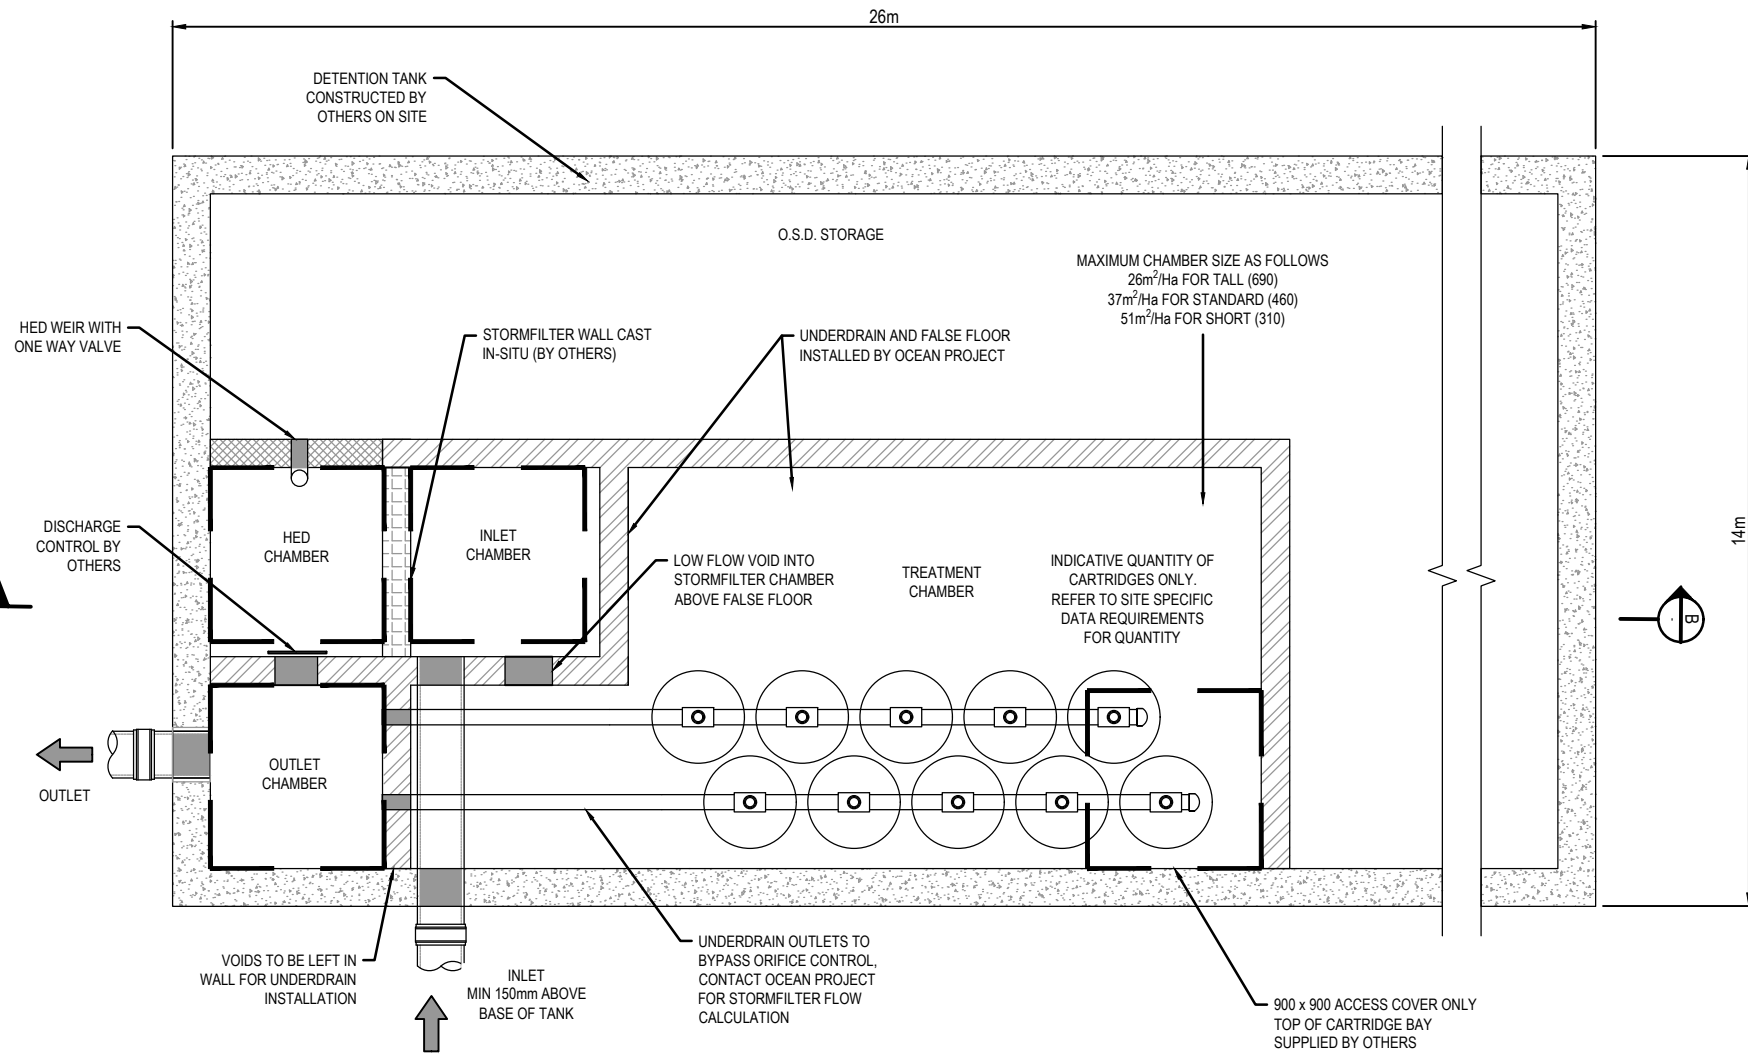 26m
DETENTION TANK
CONSTRUCTED BY
OTHERS ON SITE
O.S.D. STORAGE
MAXIMUM CHAMBER SIZE AS FOLLOWS
26m²/Ha FOR TALL (690)
37m²/Ha FOR STANDARD (460)
51m²/Ha FOR SHORT (310)
HED WEIR WITH
ONE WAY VALVE
STORMFILTER WALL CAST
IN-SITU (BY OTHERS)
UNDERDRAIN AND FALSE FLOOR
INSTALLED BY OCEAN PROJECT
14m
DISCHARGE
CONTROL BY
OTHERS
HED
CHAMBER
INLET
CHAMBER
LOW FLOW VOID INTO
STORMFILTER CHAMBER
ABOVE FALSE FLOOR
TREATMENT
CHAMBER
INDICATIVE QUANTITY OF
CARTRIDGES ONLY.
REFER TO SITE SPECIFIC
DATA REQUIREMENTS
FOR QUANTITY
B
OUTLET
CHAMBER
OUTLET
VOIDS TO BE LEFT IN
WALL FOR UNDERDRAIN
INSTALLATION
INLET
MIN 150mm ABOVE
BASE OF TANK
UNDERDRAIN OUTLETS TO
BYPASS ORIFICE CONTROL,
CONTACT OCEAN PROJECT
FOR STORMFILTER FLOW
CALCULATION
900 x 900 ACCESS COVER ONLY
TOP OF CARTRIDGE BAY
SUPPLIED BY OTHERS